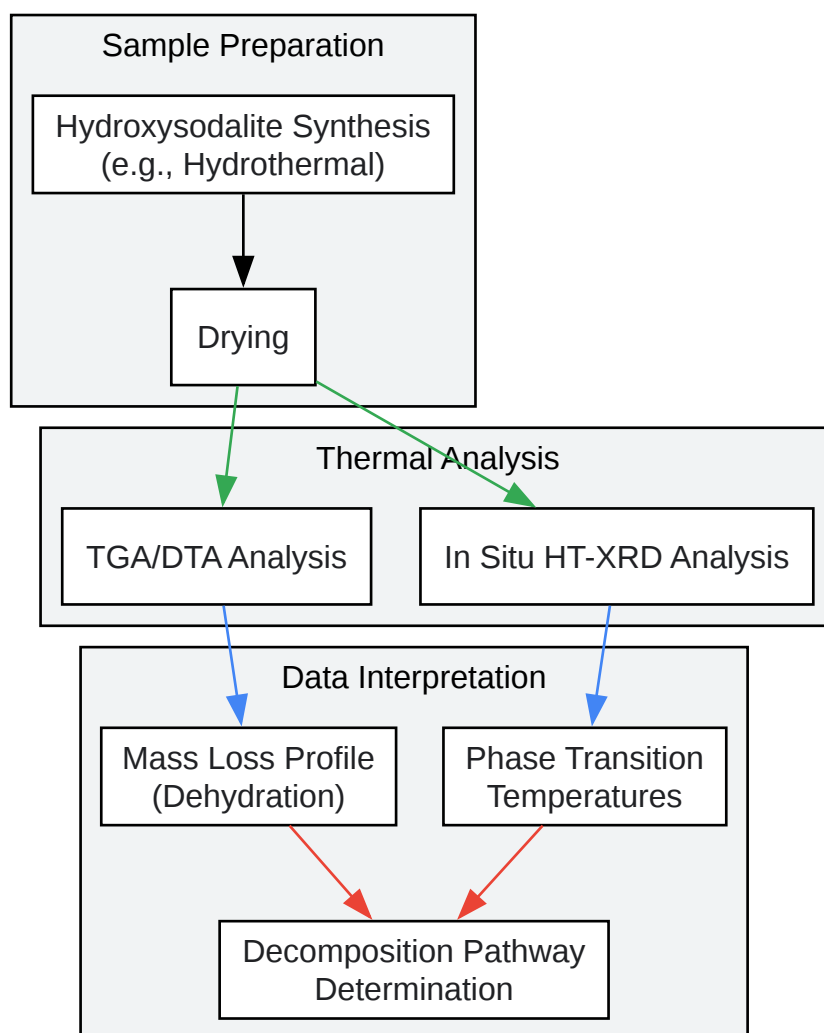 Sample Preparation
Hydroxysodalite Synthesis
(e.g., Hydrothermal)
Drying
Thermal Analysis
TGA/DTA Analysis
In Situ HT-XRD Analysis
Data Interpretation
Mass Loss Profile
(Dehydration)
Phase Transition
Temperatures
Decomposition Pathway
Determination